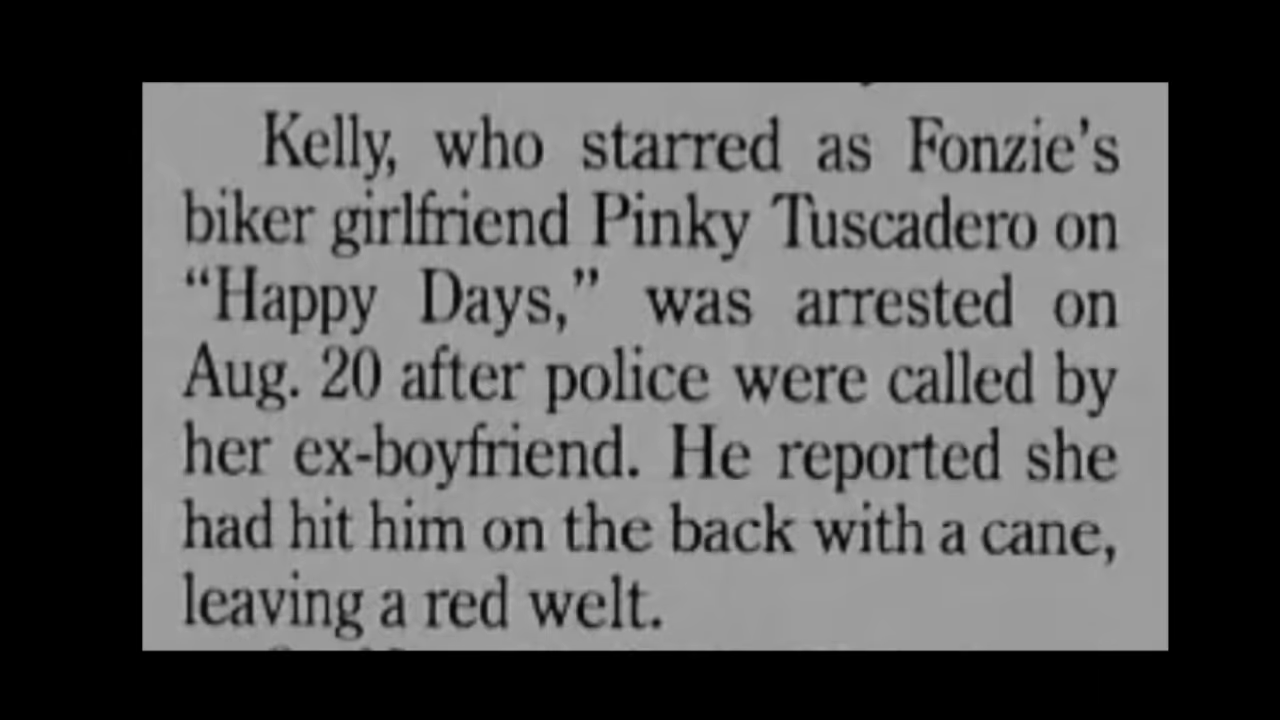 Kelly, who starred as Fonzie's
biker girlfriend Pinky Tuscadero on
“Happy Days,” was arrested on
Aug. 20 after police were called by
her ex-boyfriend. He reported she
had hit him on the back with a cane,
leaving a red welt.